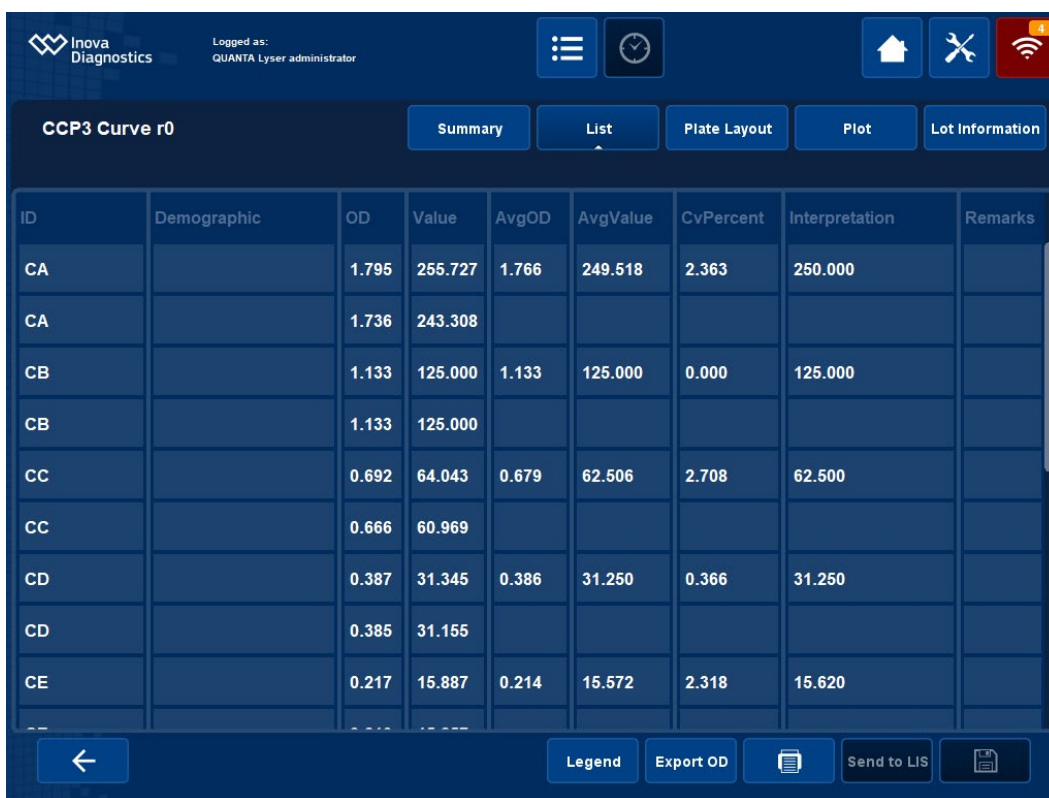 Inova
Diagnostics
Logged as:
QUANTA Lyser administrator
4
CCP3 Curve r0
Summary
List
Plate Layout
Plot
Lot Information
ID Demographic OD Value AvgOD AvgValue CvPercent Interpretation Remarks
CA 1.795 255.727 1.766 249.518 2.363 250.000
CA 1.736 243.308
CB 1.133 125.000 1.133 125.000 0.000 125.000
CB 1.133 125.000
CC 0.692 64.043 0.679 62.506 2.708 62.500
CC 0.666 60.969
CD 0.387 31.345 0.386 31.250 0.366 31.250
CD 0.385 31.155
CE 0.217 15.887 0.214 15.572 2.318 15.620
Legend
Export OD
Send to LIS